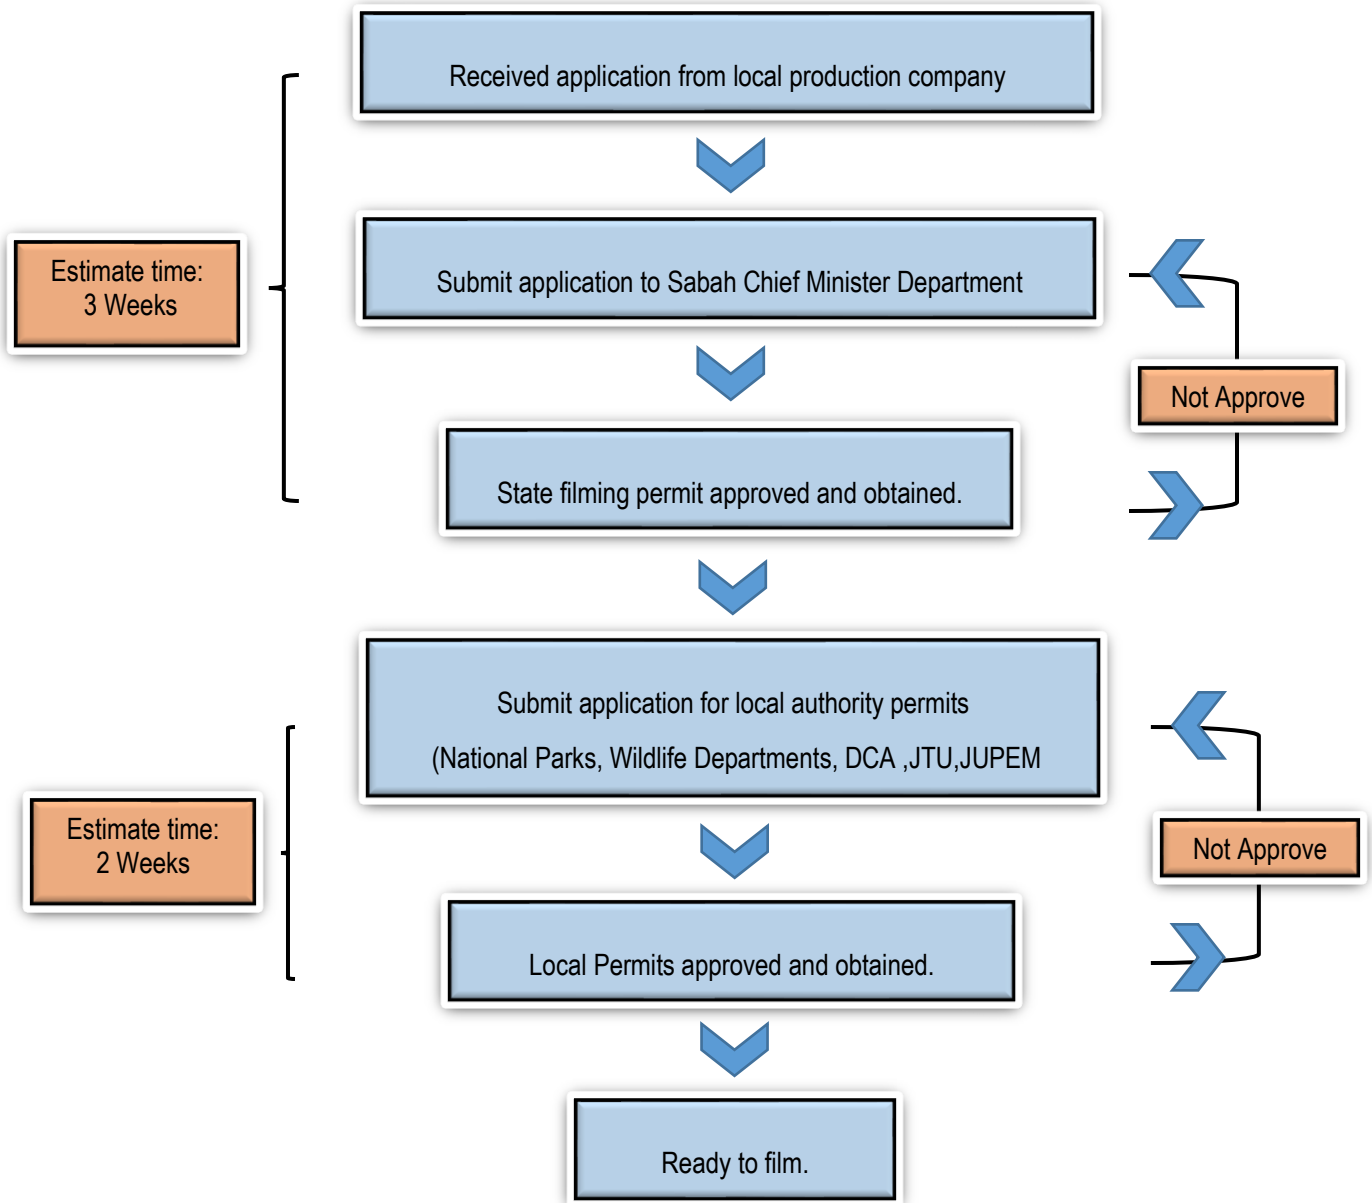 Received application from local production company
Estimate time:
3 Weeks
Submit application to Sabah Chief Minister Department
Not Approve
State filming permit approved and obtained.
Submit application for local authority permits
(National Parks, Wildlife Departments, DCA ,JTU,JUPEM
Estimate time:
2 Weeks
Not Approve
Local Permits approved and obtained.
Ready to film.